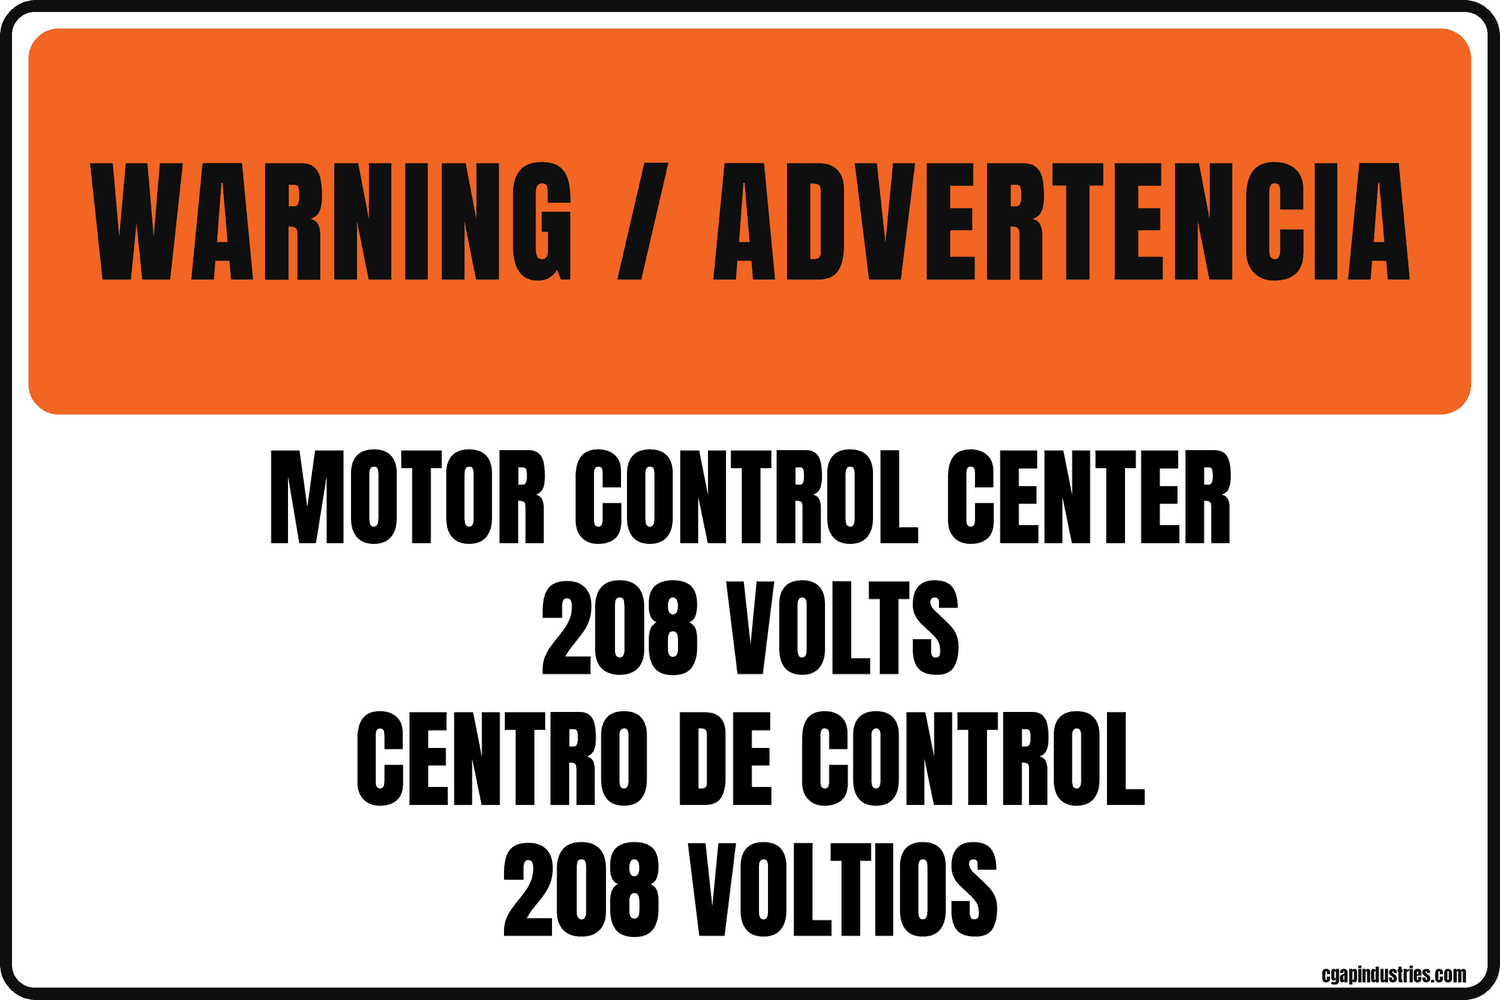 WARNING / ADVERTENCIA
MOTOR CONTROL CENTER
208 VOLTS
CENTRO DE CONTROL
208 VOLTIOS
cgapindustries.com